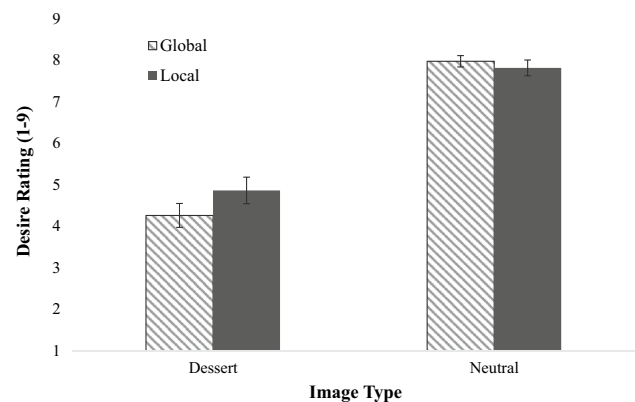 9
8
7
6
5
4
3
2
1
Desire Rating (1-9)
Global
Local
Dessert
Neutral
Image Type